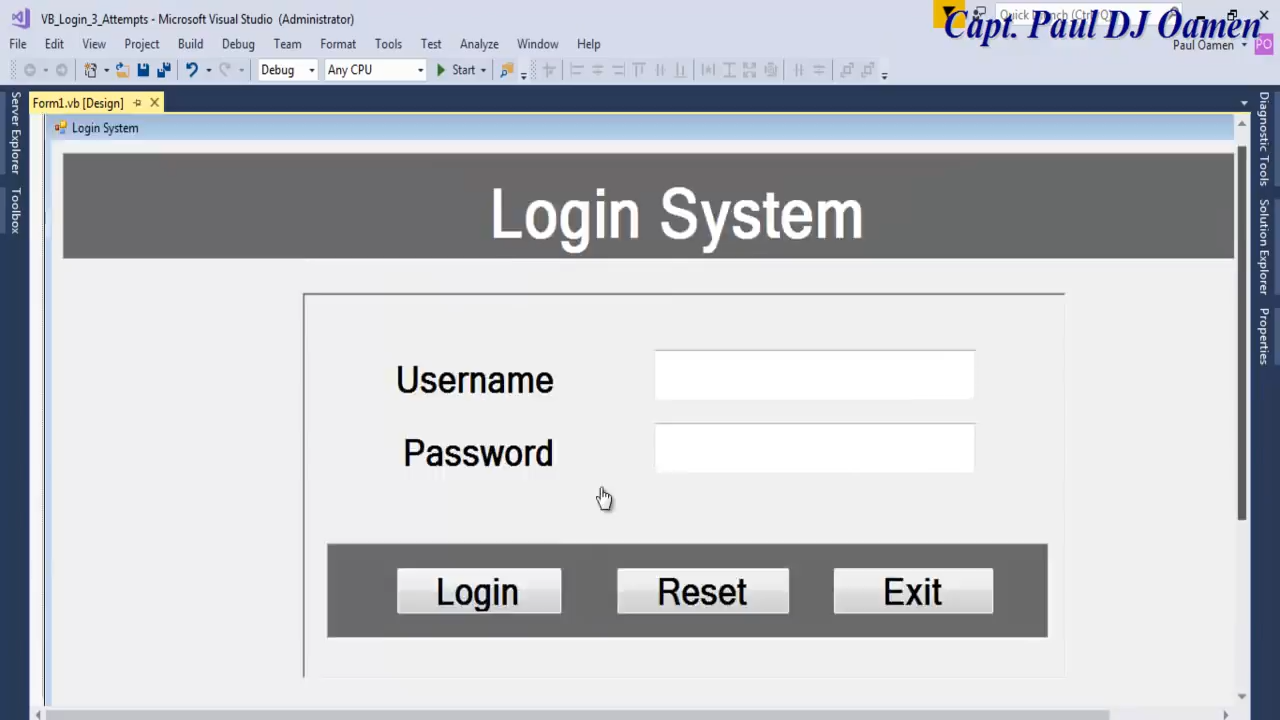 VB_Login_3_Attempts - Microsoft Visual Studio (Administrator)
Capt. Paul DJ Oamen
File Edit View Project Build Debug Team Format Tools Test Analyze Window Help
Paul Oamen PO
Debug Any CPU Start
Form1.vb [Design]
Login System
Login System
Username
Password
Login Reset Exit
Server Explorer
Toolbox
Diagnostic Tools
Solution Explorer
Properties